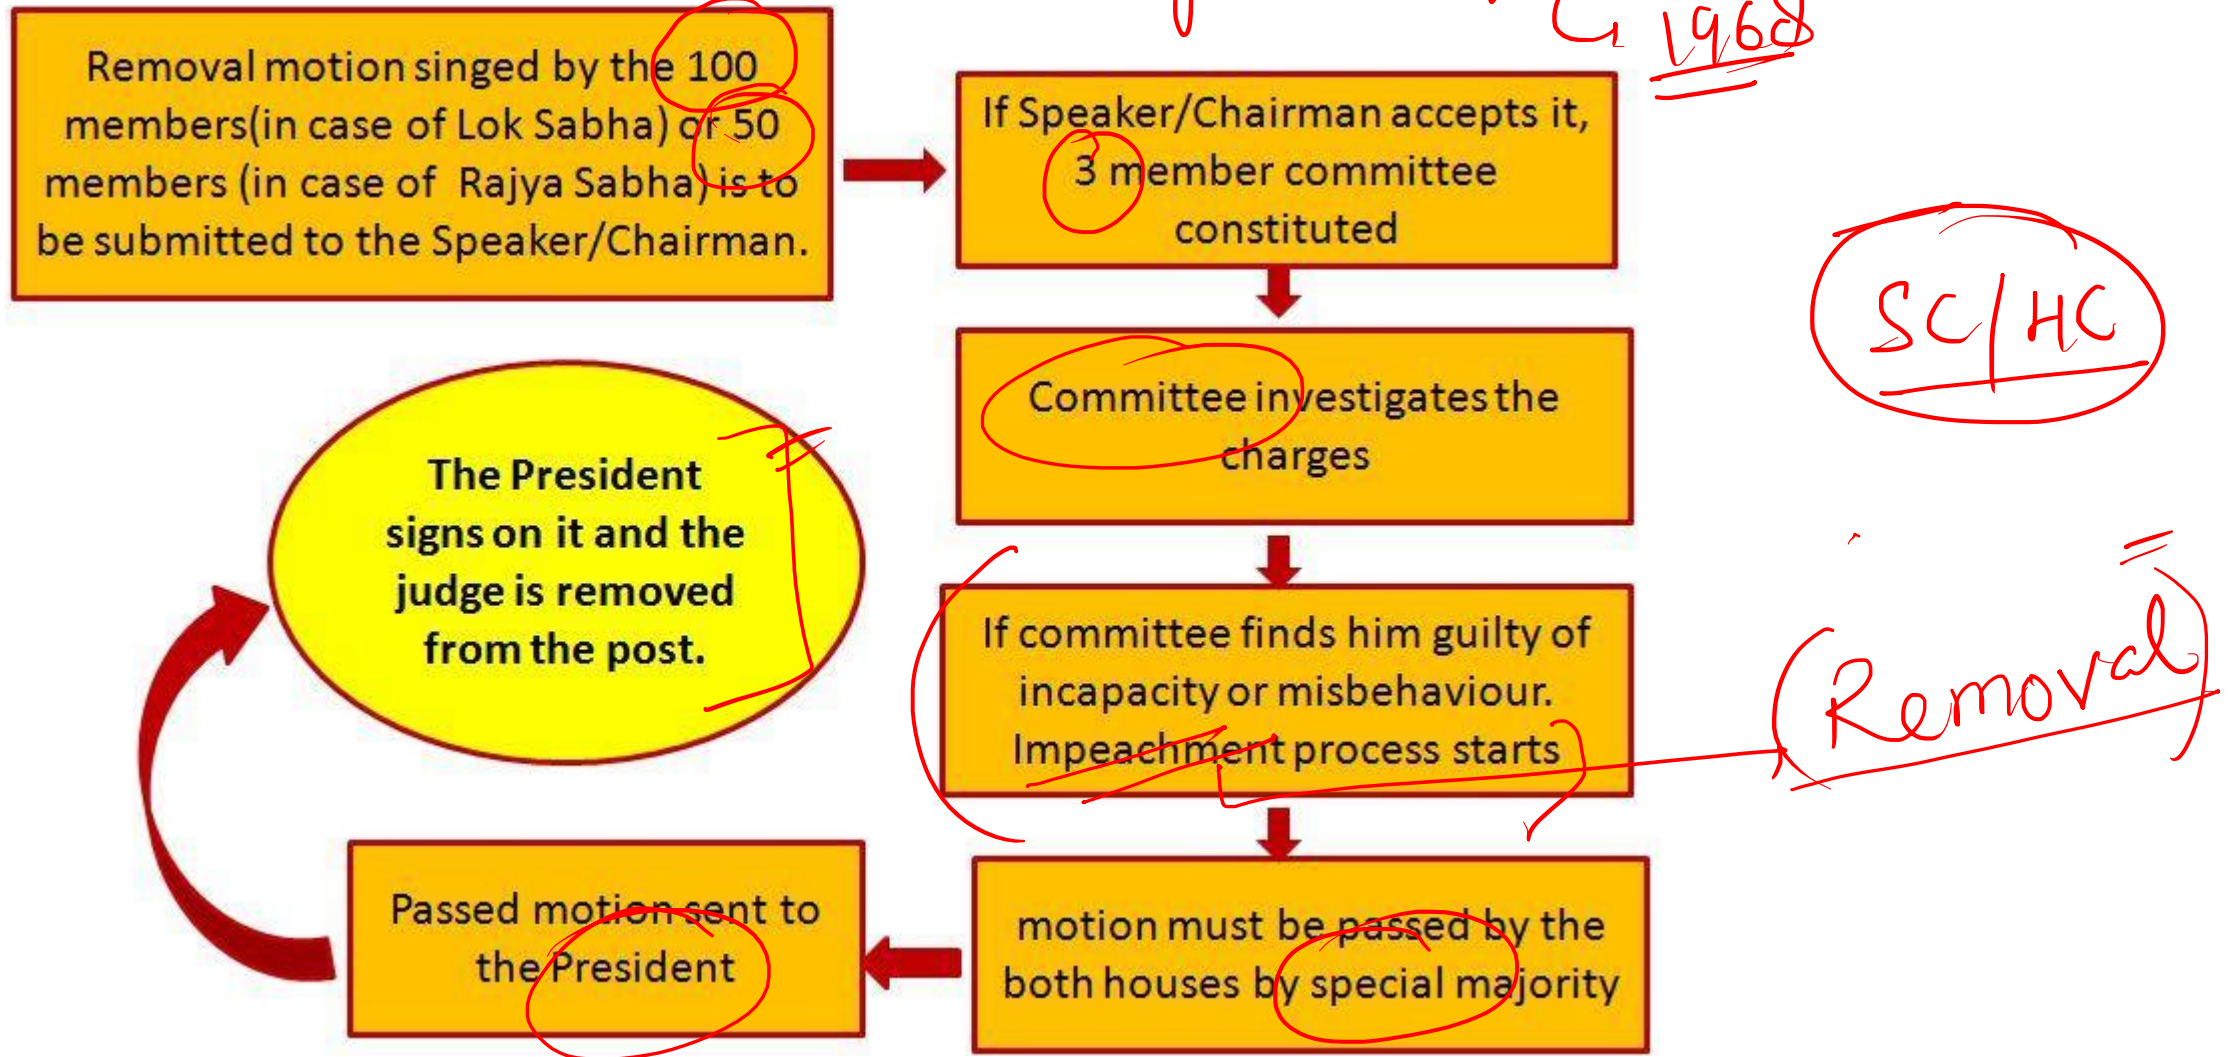 1968
Removal motion singed by the 100
members(in case of Lok Sabha) or 50
members (in case of Rajya Sabha) is to
be submitted to the Speaker/Chairman.
If Speaker/Chairman accepts it,
3 member committee
constituted
SC/HC
Committee investigates the
charges
The President
signs on it and the
judge is removed
from the post.
If committee finds him guilty of
incapacity or misbehaviour.
Impeachment process starts
Removal
motion must be passed by the
both houses by special majority
Passed motion sent to
the President